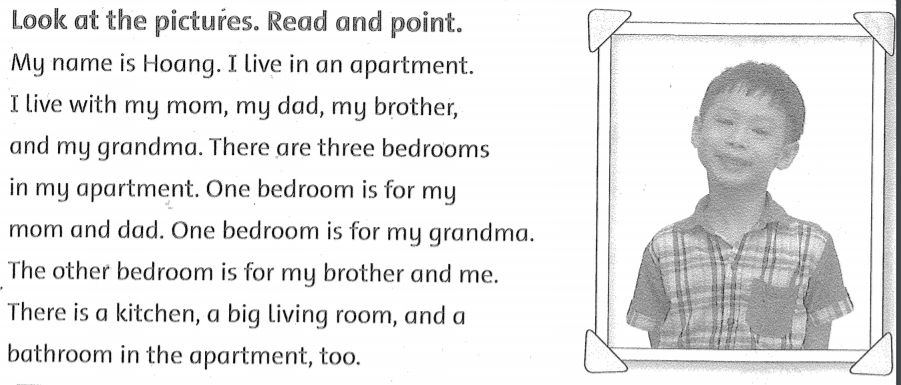 Look at the pictures. Read and point.
My name is Hoang. I live in an apartment.
I live with my mom, my dad, my brother,
and my grandma. There are three bedrooms
in my apartment. One bedroom is for my
mom and dad. One bedroom is for my grandma.
The other bedroom is for my brother and me.
There is a kitchen, a big living room, and a
bathroom in the apartment, too.